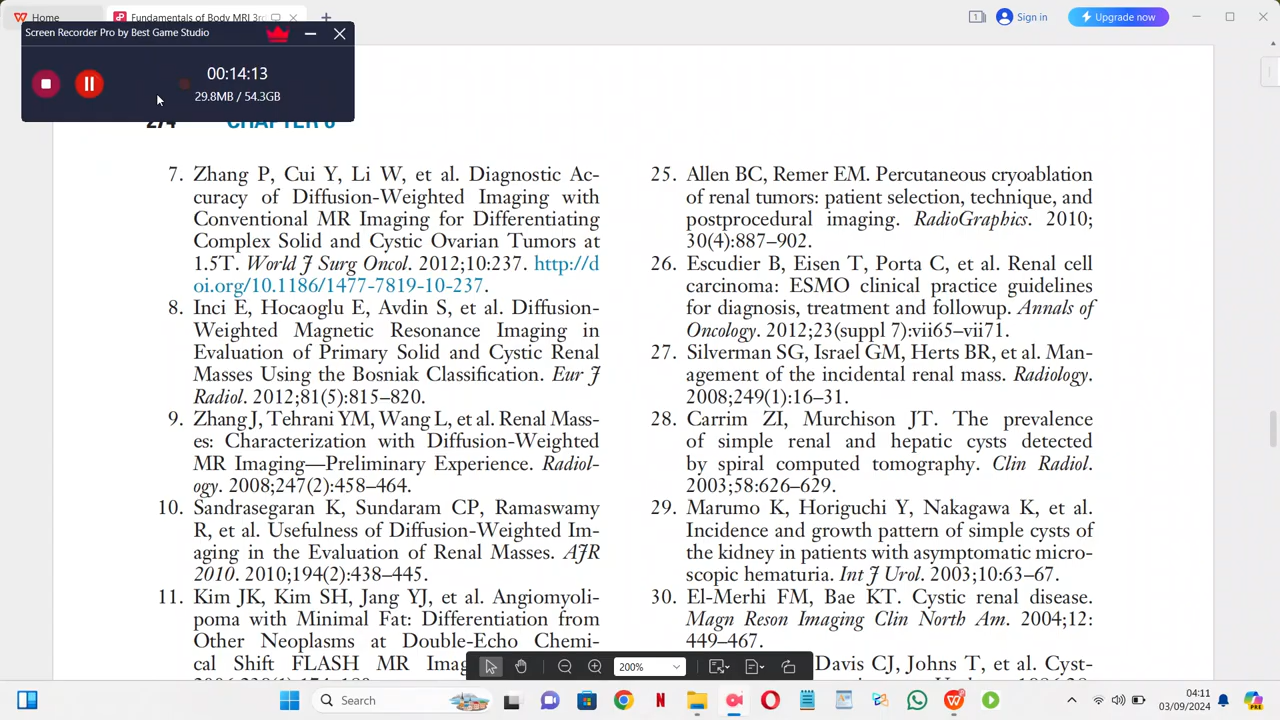 Home
Fundamentals of Body MRI 3r
Sign in
Upgrade now
Screen Recorder Pro by Best Game Studio
00:14:13
29.8MB / 54.3GB
7. Zhang P, Cui Y, Li W, et al. Diagnostic Ac-
curacy of Diffusion-Weighted Imaging with
Conventional MR Imaging for Differentiating
Complex Solid and Cystic Ovarian Tumors at
1.5T. World J Surg Oncol. 2012;10:237. http://d
oi.org/10.1186/1477-7819-10-237.
8. Inci E, Hocaoglu E, Avdin S, et al. Diffusion-
Weighted Magnetic Resonance Imaging in
Evaluation of Primary Solid and Cystic Renal
Masses Using the Bosniak Classification. Eur J
Radiol. 2012;81(5):815–820.
9. Zhang J, Tehrani YM, Wang L, et al. Renal Mass-
es: Characterization with Diffusion-Weighted
MR Imaging—Preliminary Experience. Radiol-
ogy. 2008;247(2):458–464.
10. Sandrasegaran K, Sundaram CP, Ramaswamy
R, et al. Usefulness of Diffusion-Weighted Im-
aging in the Evaluation of Renal Masses. AJR
2010. 2010;194(2):438–445.
11. Kim JK, Kim SH, Jang YJ, et al. Angiomyoli-
poma with Minimal Fat: Differentiation from
Other Neoplasms at Double-Echo Chemi-
cal Shift FLASH MR
25. Allen BC, Remer EM. Percutaneous cryoablation
of renal tumors: patient selection, technique, and
postprocedural imaging. RadioGraphics. 2010;
30(4):887–902.
26. Escudier B, Eisen T, Porta C, et al. Renal cell
carcinoma: ESMO clinical practice guidelines
for diagnosis, treatment and followup. Annals of
Oncology. 2012;23(suppl 7):vii65–vii71.
27. Silverman SG, Israel GM, Herts BR, et al. Man-
agement of the incidental renal mass. Radiology.
2008;249(1):16–31.
28. Carrim ZI, Murchison JT. The prevalence
of simple renal and hepatic cysts detected
by spiral computed tomography. Clin Radiol.
2003;58:626–629.
29. Marumo K, Horiguchi Y, Nakagawa K, et al.
Incidence and growth pattern of simple cysts of
the kidney in patients with asymptomatic micro-
scopic hematuria. Int J Urol. 2003;10:63–67.
30. El-Merhi FM, Bae KT. Cystic renal disease.
Magn Reson Imaging Clin North Am. 2004;12:
449–467.
Davis CJ, Johns T, et al. Cyst-
200%
Search
04:11
03/09/2024